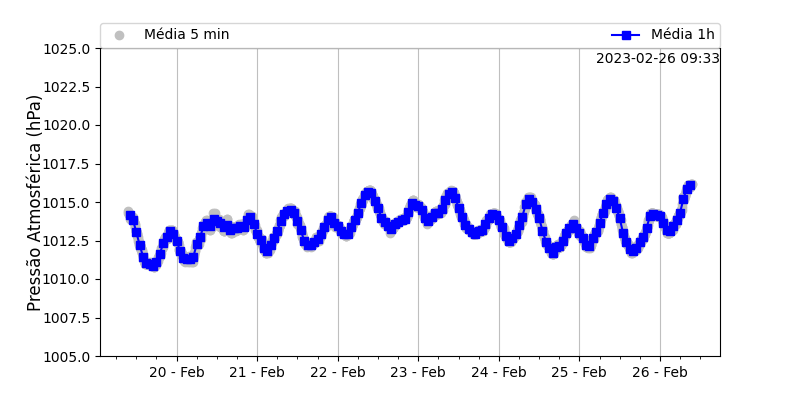 Média 5 min
Média 1h
2023-02-26 09:33
Pressão Atmosférica (hPa)
1025.0
1022.5
1020.0
1017.5
1015.0
1012.5
1010.0
1007.5
1005.0
20 - Feb
21 - Feb
22 - Feb
23 - Feb
24 - Feb
25 - Feb
26 - Feb